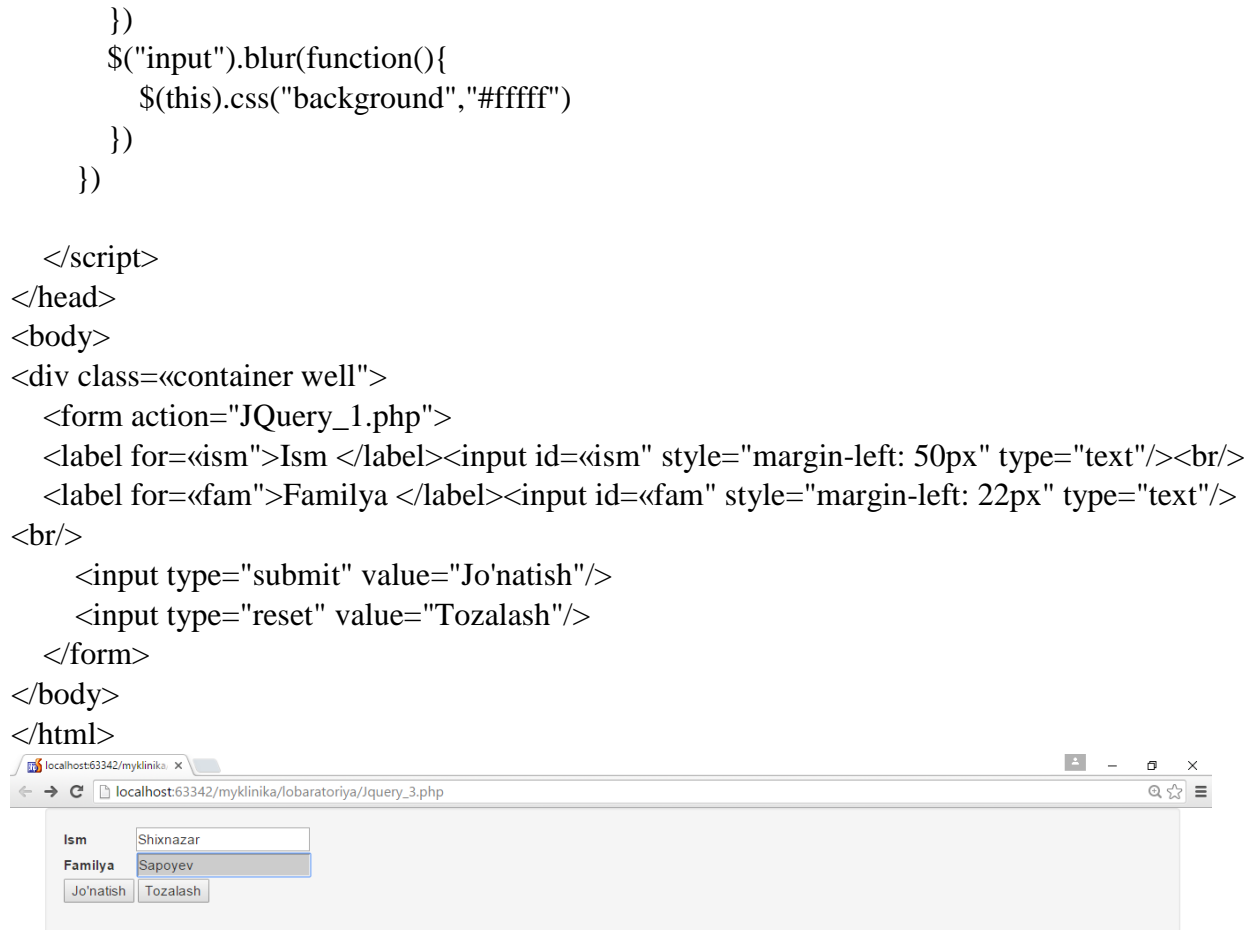 })
$("input").blur(function(){
$(this).css("background","#fffff")
})
})
</script>
</head>
<body>
<div class=«container well">
<form action="JQuery_1.php">
<label for=«ism">Ism </label><input id=«ism" style="margin-left: 50px" type="text"/><br/>
<label for=«fam">Familya </label><input id=«fam" style="margin-left: 22px" type="text"/>
<br/>
<input type="submit" value="Jo'natish"/>
<input type="reset" value="Tozalash"/>
</form>
</body>
</html>
localhost:63342/myklinika
localhost:63342/myklinika/lobaratoriya/Jquery_3.php
Ism Shixnazar
Familya Sapoyev
Jo'natish Tozalash